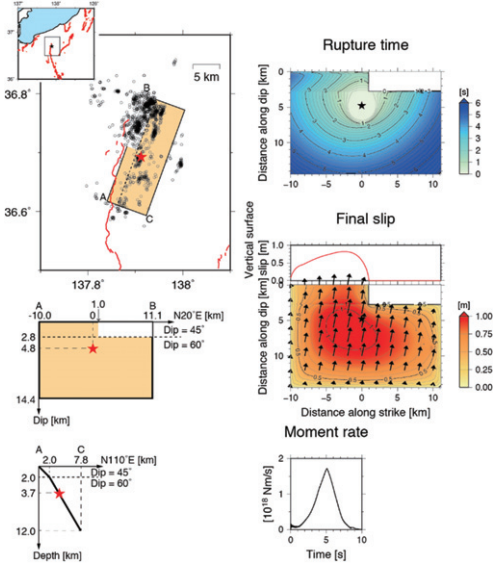 137° 138° 139°
37°
36°
5 km
B
36.8°
A
36.6°
C
137.8° 138°
A 1.0 B
-10.0 0 11.1 N20°E [km]
Dip = 45°
2.8
Dip = 60°
4.8
14.4
Dip [km]
A C
2.0 7.8 N110°E [km]
Dip = 45°
2.0
Dip = 60°
3.7
12.0
Depth [km]
Rupture time
Distance along dip [km]
0
5
10
-10 -5 0 5 10
[s]
6
5
4
3
2
1
0
Final slip
Vertical surface slip [m]
1.0
0.5
0.0
Distance along dip [km]
5
10
-10 -5 0 5 10
Distance along strike [km]
[m]
1.00
0.75
0.50
0.25
0.00
Moment rate
[10¹⁸ Nm/s]
2
1
0
0 5 10
Time [s]